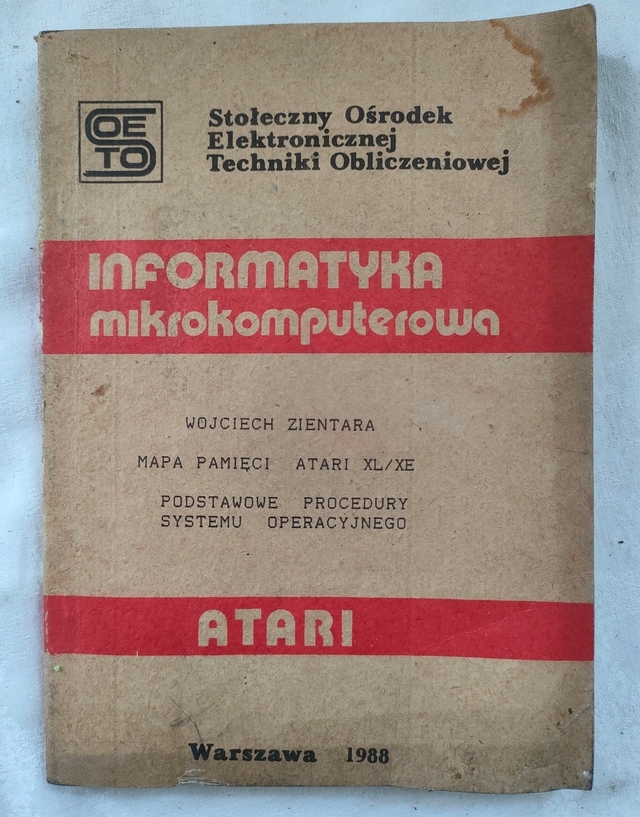 SOETO
Stołeczny Ośrodek
Elektronicznej
Techniki Obliczeniowej
INFORMATYKA
mikrokomputerowa
WOJCIECH ZIENTARA
MAPA PAMIĘCI ATARI XL/XE
PODSTAWOWE PROCEDURY
SYSTEMU OPERACYJNEGO
ATARI
Warszawa 1988